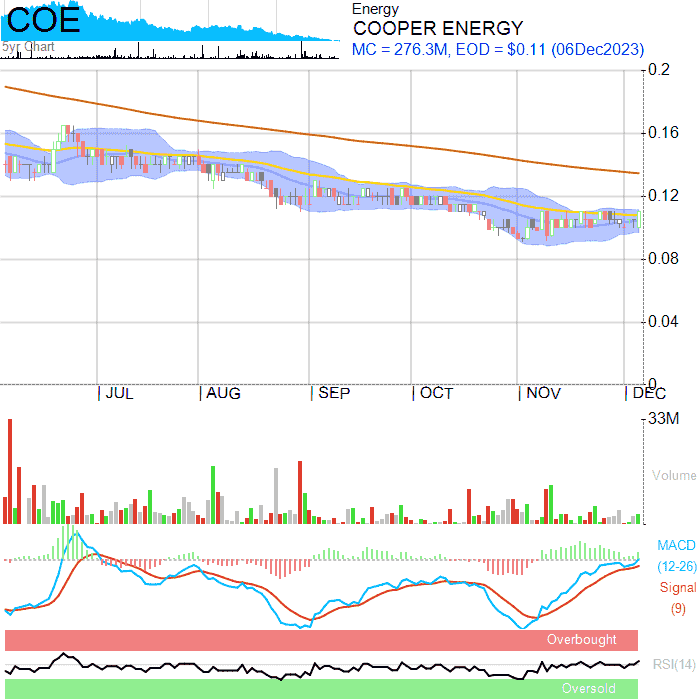 COE
5yr Chart
Energy
COOPER ENERGY
MC = 276.3M, EOD = $0.11 (06Dec2023)
0.2
0.16
0.12
0.08
0.04
0
JUL AUG SEP OCT NOV DEC
33M
Volume
MACD
(12-26)
Signal
(9)
Overbought
RSI(14)
Oversold